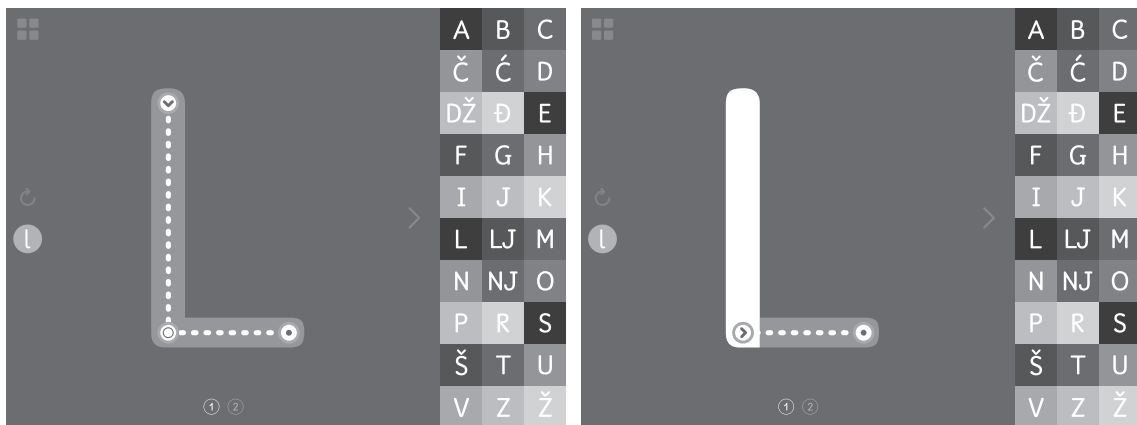 A B C
Č Ć D
DŽ Đ E
F G H
I J K
L LJ M
N NJ O
P R S
Š T U
V Z Ž
L
l
1 2
A B C
Č Ć D
DŽ Đ E
F G H
I J K
L LJ M
N NJ O
P R S
Š T U
V Z Ž
L
l
1 2